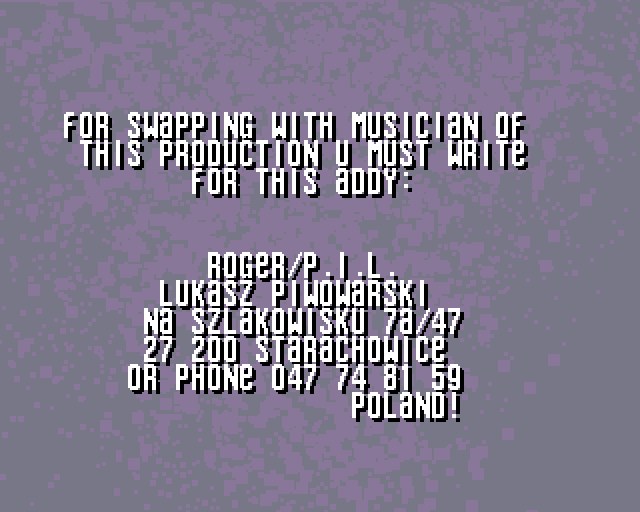 FOR SWaPPING WITH MUSICIaN OF
THIS PRODUCTION U MUST WRITe
FOR THIS aDDY:
ROGeR/P.I.L.
LUKaSZ PIWOWaRSKI
Na SZLaKOWISKU 7a/47
27 200 STaRaCHOWICe
OR PHONe 047 74 81 59
POLaND!